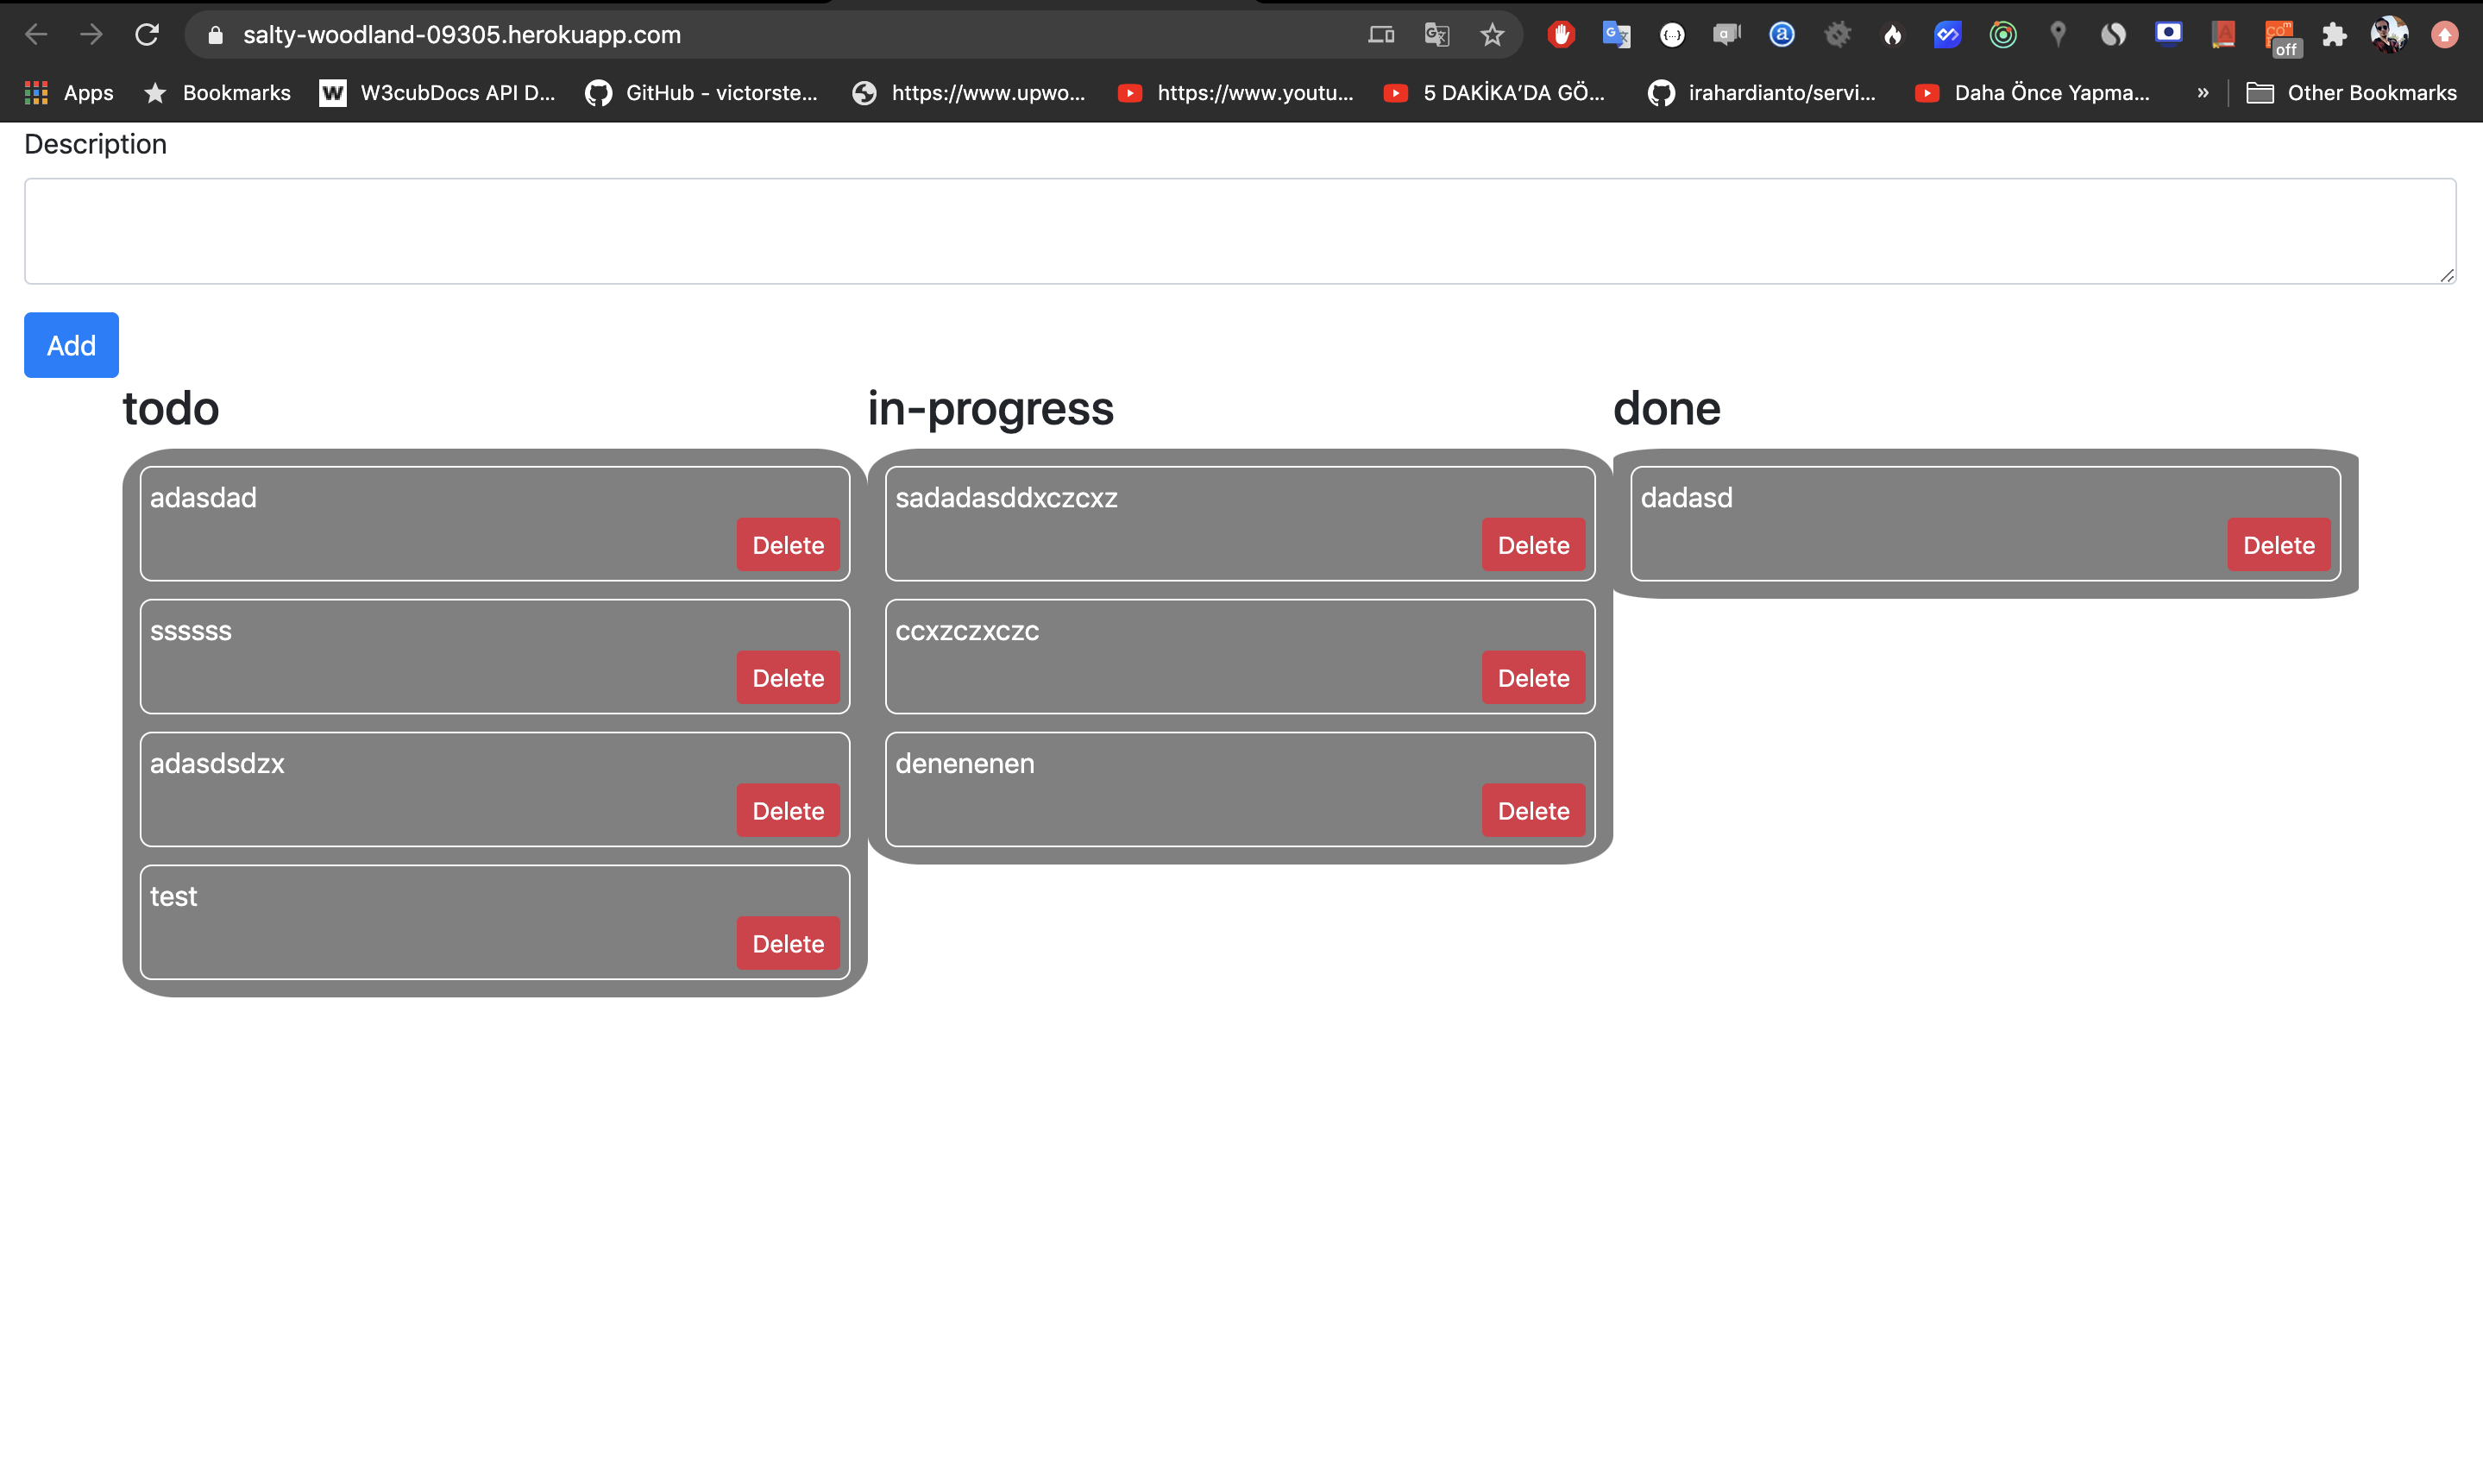 salty-woodland-09305.herokuapp.com
off
Apps Bookmarks W3cubDocs API D... GitHub - victorste... https://www.upwo... https://www.youtu... 5 DAKİKA'DA GÖ... irahardianto/servi... Daha Önce Yapma... » Other Bookmarks
Description
Add
todo
adasdad
Delete
ssssss
Delete
adasdsdzx
Delete
test
Delete
in-progress
sadadasddxczcxz
Delete
ccxzczxczc
Delete
denenenen
Delete
done
dadasd
Delete